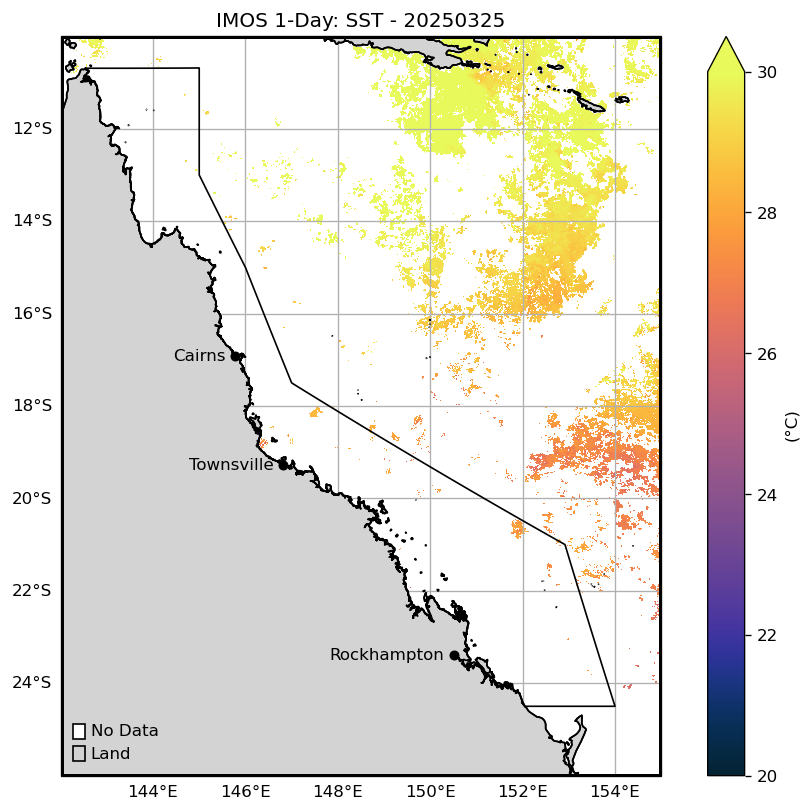 IMOS 1-Day: SST - 20250325
12°S
14°S
16°S
18°S
20°S
22°S
24°S
Cairns
Townsville
Rockhampton
No Data
Land
144°E
146°E
148°E
150°E
152°E
154°E
30
28
26
24
22
20
(°C)